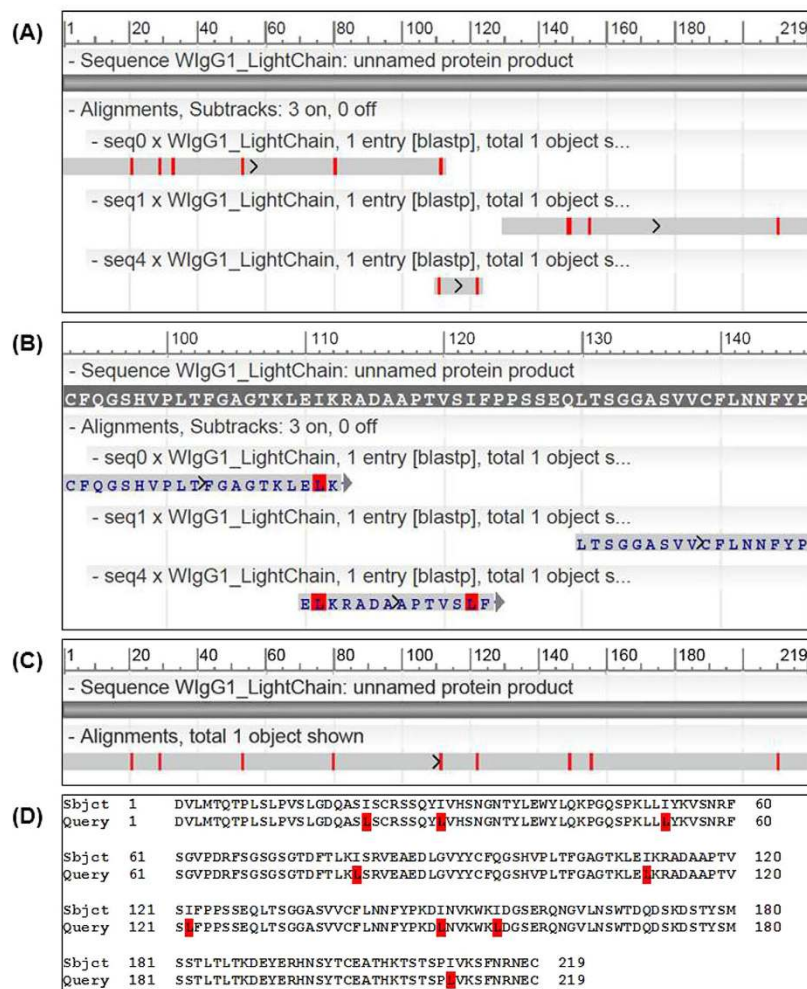 (A)
1 20 40 60 80 100 120 140 160 180 219
- Sequence WIgG1_LightChain: unnamed protein product
- Alignments, Subtracks: 3 on, 0 off
- seq0 x WIgG1_LightChain, 1 entry [blastp], total 1 object s...
- seq1 x WIgG1_LightChain, 1 entry [blastp], total 1 object s...
- seq4 x WIgG1_LightChain, 1 entry [blastp], total 1 object s...
(B)
100 110 120 130 140
- Sequence WIgG1_LightChain: unnamed protein product
CFQGSHVPLTFGAGTKLEIKRADAAPTVSIFPPSSEQLTSGGASVVCFLNNFYP
- Alignments, Subtracks: 3 on, 0 off
- seq0 x WIgG1_LightChain, 1 entry [blastp], total 1 object s...
CFQGSHVPLTFGAGTKLELK
- seq1 x WIgG1_LightChain, 1 entry [blastp], total 1 object s...
LTSGGASVVCFLNNFYP
- seq4 x WIgG1_LightChain, 1 entry [blastp], total 1 object s...
ELKRADAAPTVSLF
(C)
1 20 40 60 80 100 120 140 160 180 219
- Sequence WIgG1_LightChain: unnamed protein product
- Alignments, total 1 object shown
(D)
Sbjct 1 DVLMTQTPLSLPVSLGDQASISCRSSQYIVHSNGNTYLEWYLQKPGQSPKLLIYKVSNRF 60
Query 1 DVLMTQTPLSLPVSLGDQASLSCRSSQYLVHSNGNTYLEWYLQKPGQSPKLLLYKVSNRF 60
Sbjct 61 SGVPDRFSGSGSGTDFTLKISRVEAEDLGVYYCFQGSHVPLTFGAGTKLEIKRADAAPTV 120
Query 61 SGVPDRFSGSGSGTDFTLKLSRVEAEDLGVYYCFQGSHVPLTFGAGTKLELKRADAAPTV 120
Sbjct 121 SIFPPSSEQLTSGGASVVCFLNNFYPKDINVKWKIDGSERQNGVLNSWTDQDSKDSTYSM 180
Query 121 SLFPPSSEQLTSGGASVVCFLNNFYPKDLNVKWKLDGSERQNGVLNSWTDQDSKDSTYSM 180
Sbjct 181 SSTLTLTKDEYERHNSYTCEATHKTSTSPIVKSFNRNEC 219
Query 181 SSTLTLTKDEYERHNSYTCEATHKTSTSPLVKSFNRNEC 219